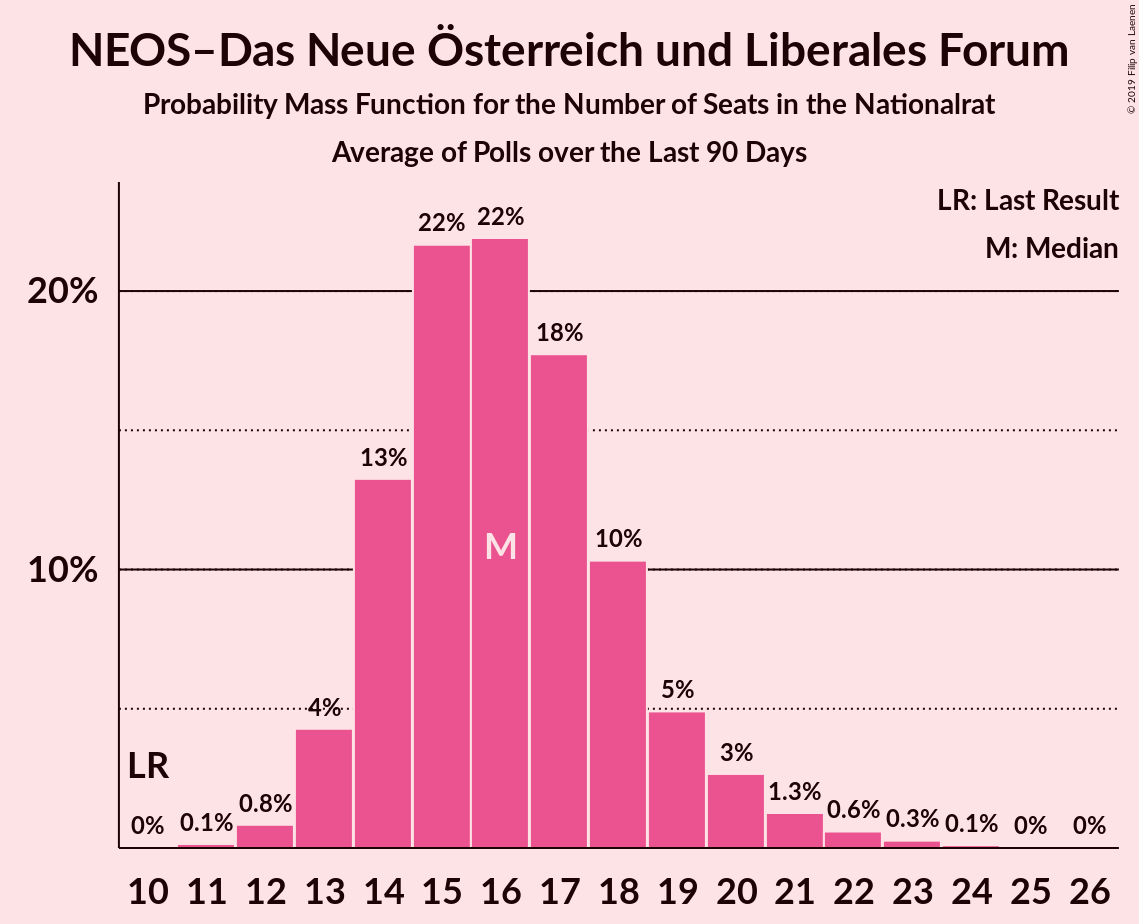 NEOS–Das Neue Österreich und Liberales Forum
Probability Mass Function for the Number of Seats in the Nationalrat
Average of Polls over the Last 90 Days
© 2019 Filip van Laenen
LR: Last Result
M: Median
20%
10%
LR
0%
0.1%
0.8%
4%
13%
22%
22%
18%
10%
5%
3%
1.3%
0.6%
0.3%
0.1%
0%
0%
M
10 11 12 13 14 15 16 17 18 19 20 21 22 23 24 25 26